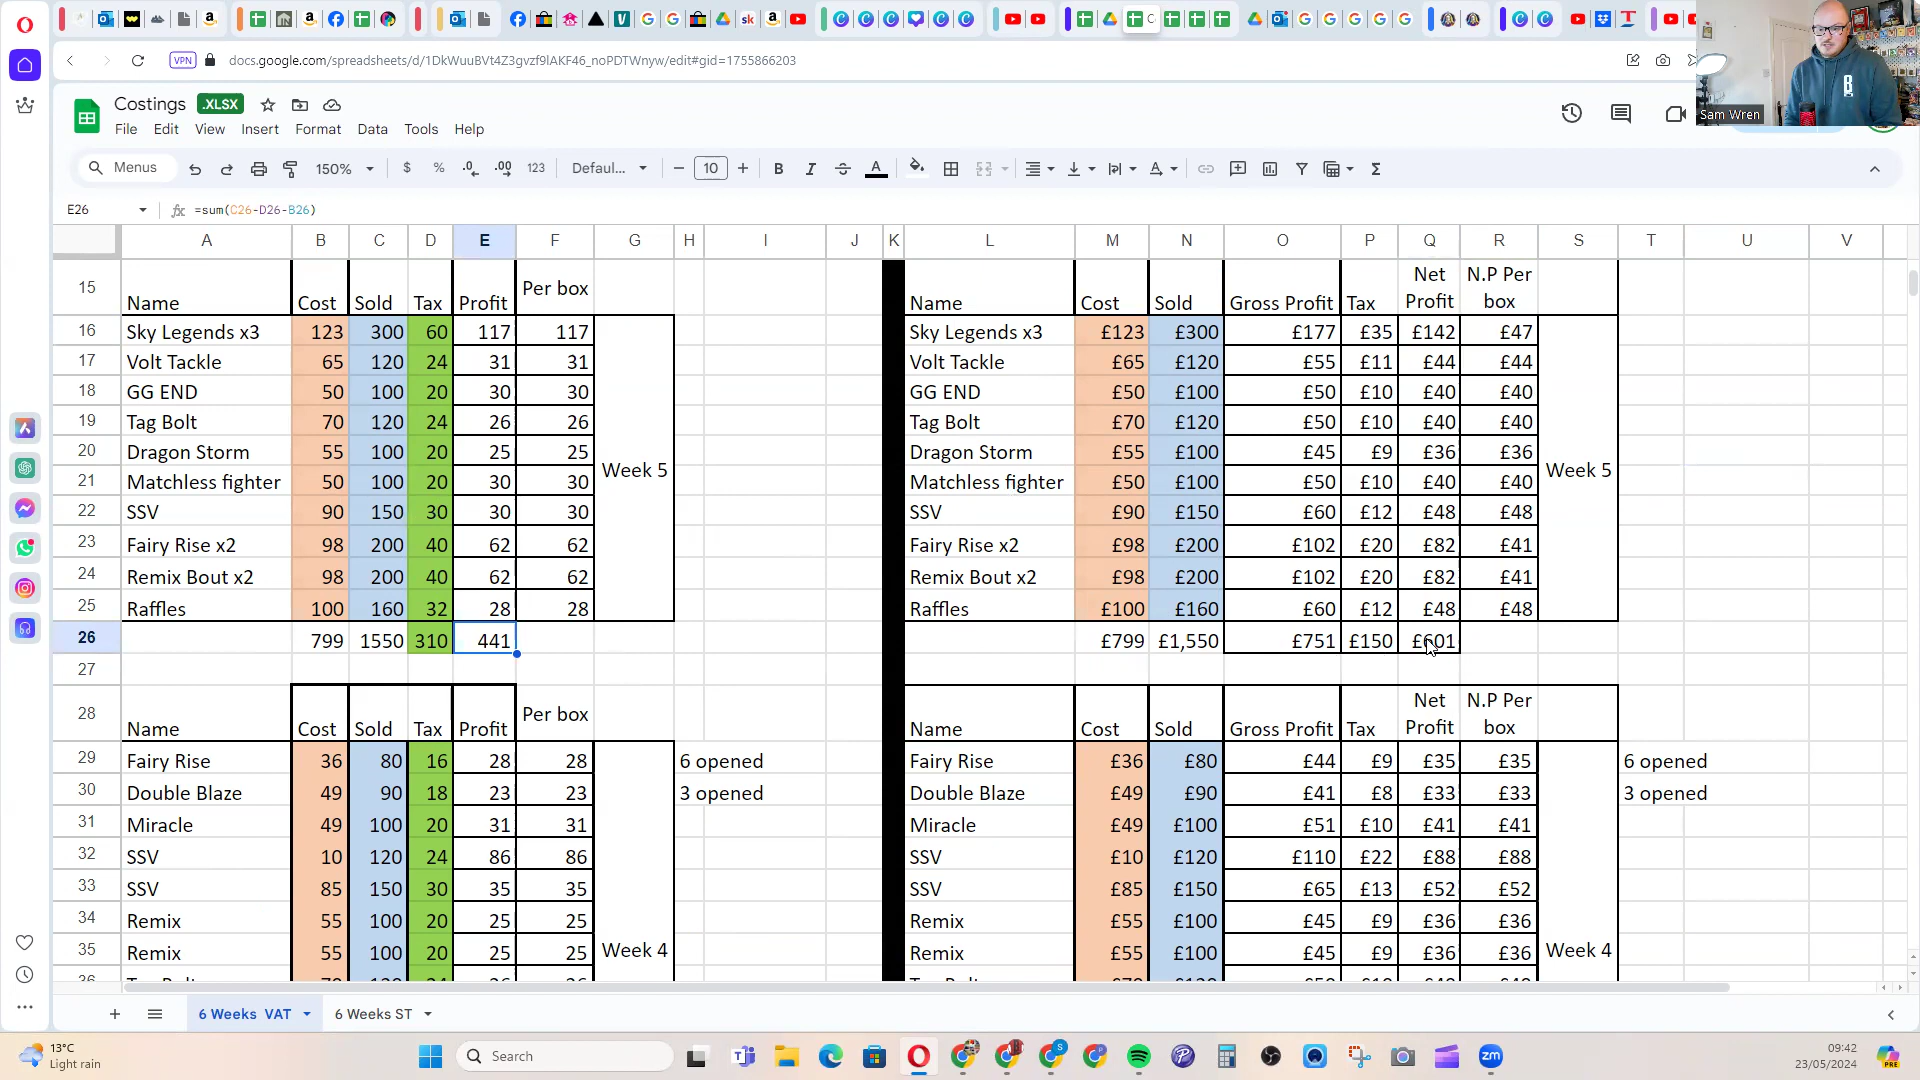 docs.google.com/spreadsheets/d/1DkWuuBVt4Z3gvzf9lAKF46_noPDTWnyw/edit#gid=1755866203
VPN
Sam Wren
Costings .XLSX
File Edit View Insert Format Data Tools Help
Menus 150% $ % .0 .00 123 Defaul... 10 B I A
E26 fx =sum(C26-D26-B26)
A B C D E F G H I J K L M N O P Q R S T U V
15 Name Cost Sold Tax Profit Per box Name Cost Sold Gross Profit Tax Net Profit N.P Per box
16 Sky Legends x3 123 300 60 117 117 Sky Legends x3 £123 £300 £177 £35 £142 £47
17 Volt Tackle 65 120 24 31 31 Volt Tackle £65 £120 £55 £11 £44 £44
18 GG END 50 100 20 30 30 GG END £50 £100 £50 £10 £40 £40
19 Tag Bolt 70 120 24 26 26 Tag Bolt £70 £120 £50 £10 £40 £40
20 Dragon Storm 55 100 20 25 25 Dragon Storm £55 £100 £45 £9 £36 £36
21 Matchless fighter 50 100 20 30 30 Week 5 Matchless fighter £50 £100 £50 £10 £40 £40 Week 5
22 SSV 90 150 30 30 30 SSV £90 £150 £60 £12 £48 £48
23 Fairy Rise x2 98 200 40 62 62 Fairy Rise x2 £98 £200 £102 £20 £82 £41
24 Remix Bout x2 98 200 40 62 62 Remix Bout x2 £98 £200 £102 £20 £82 £41
25 Raffles 100 160 32 28 28 Raffles £100 £160 £60 £12 £48 £48
26 799 1550 310 441 £799 £1,550 £751 £150 £601
27
28 Name Cost Sold Tax Profit Per box Name Cost Sold Gross Profit Tax Net Profit N.P Per box
29 Fairy Rise 36 80 16 28 28 6 opened Fairy Rise £36 £80 £44 £9 £35 £35 6 opened
30 Double Blaze 49 90 18 23 23 3 opened Double Blaze £49 £90 £41 £8 £33 £33 3 opened
31 Miracle 49 100 20 31 31 Miracle £49 £100 £51 £10 £41 £41
32 SSV 10 120 24 86 86 SSV £10 £120 £110 £22 £88 £88
33 SSV 85 150 30 35 35 SSV £85 £150 £65 £13 £52 £52
34 Remix 55 100 20 25 25 Remix £55 £100 £45 £9 £36 £36
35 Remix 55 100 20 25 25 Week 4 Remix £55 £100 £45 £9 £36 £36 Week 4
6 Weeks VAT 6 Weeks ST
13°C
Light rain
Search
zm
09:42
23/05/2024